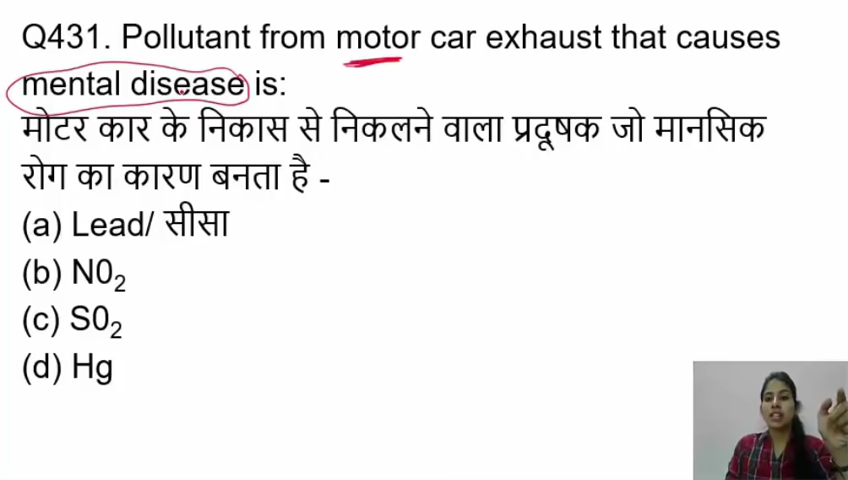 Q431. Pollutant from motor car exhaust that causes
mental disease is:
मोटर कार के निकास से निकलने वाला प्रदूषक जो मानसिक
रोग का कारण बनता है -
(a) Lead/ सीसा
(b) N0₂
(c) S0₂
(d) Hg